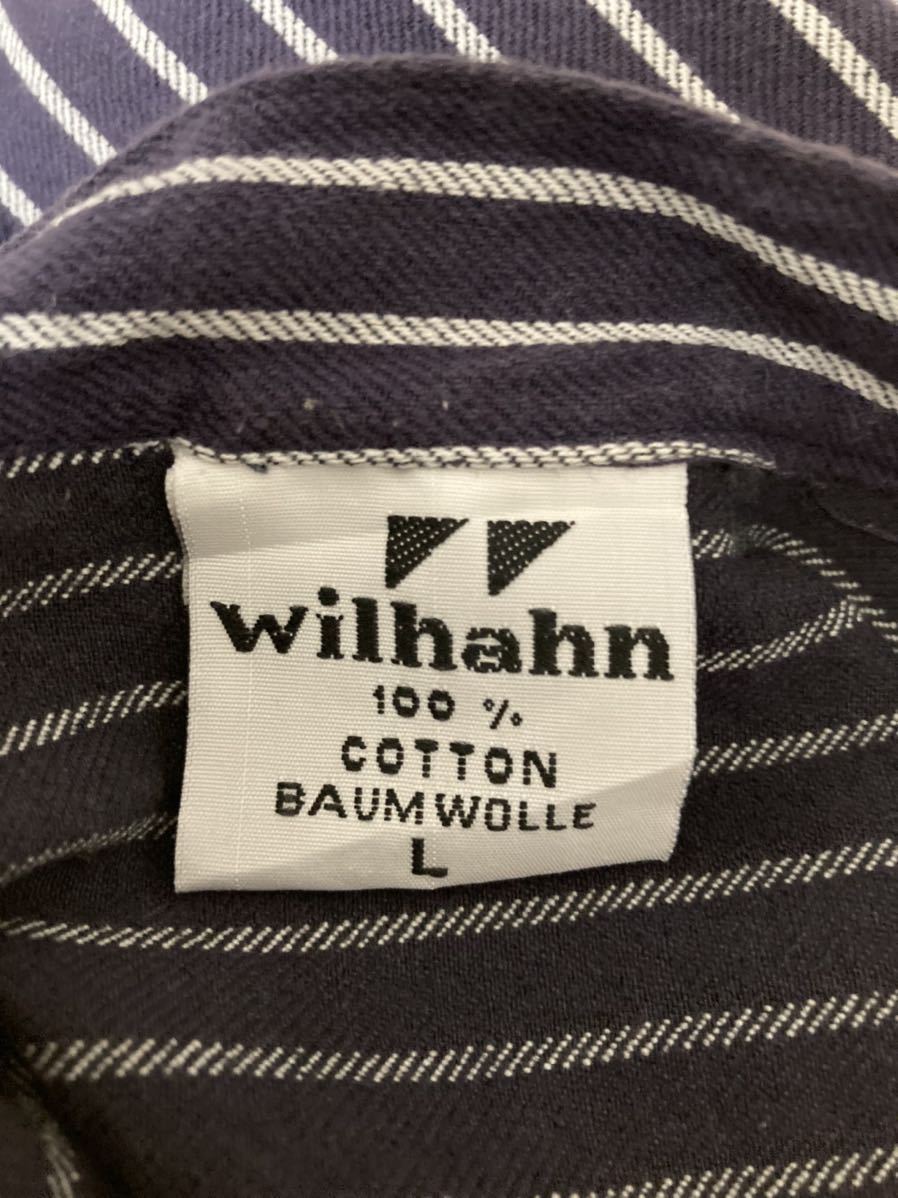 wilhahn
100 %
COTTON
BAUMWOLLE
L